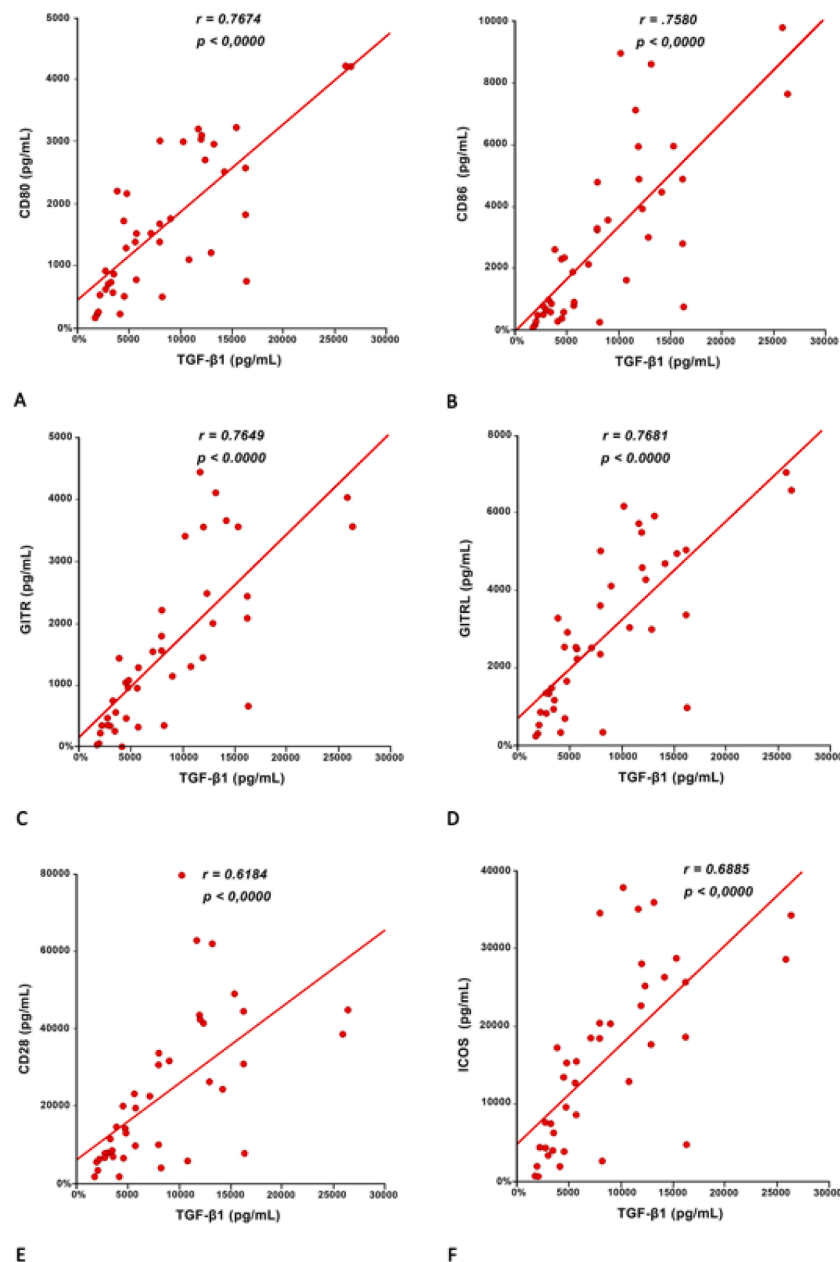 r = 0.7674
p < 0,0000
5000
4000
3000
2000
1000
0%
CD80 (pg/mL)
0% 5000 10000 15000 20000 25000 30000
TGF-β1 (pg/mL)
A
r = .7580
p < 0,0000
10000
8000
6000
4000
2000
0%
CD86 (pg/mL)
0% 5000 10000 15000 20000 25000 30000
TGF-β1 (pg/mL)
B
r = 0.7649
p < 0.0000
5000
4000
3000
2000
1000
0%
GITR (pg/mL)
0% 5000 10000 15000 20000 25000 30000
TGF-β1 (pg/mL)
C
r = 0.7681
p < 0.0000
8000
6000
4000
2000
0%
GITRL (pg/mL)
0% 5000 10000 15000 20000 25000 30000
TGF-β1 (pg/mL)
D
r = 0.6184
p < 0,0000
80000
60000
40000
20000
0%
CD28 (pg/mL)
0% 5000 10000 15000 20000 25000 30000
TGF-β1 (pg/mL)
E
r = 0.6885
p < 0,0000
40000
30000
20000
10000
0%
ICOS (pg/mL)
0% 5000 10000 15000 20000 25000 30000
TGF-β1 (pg/mL)
F